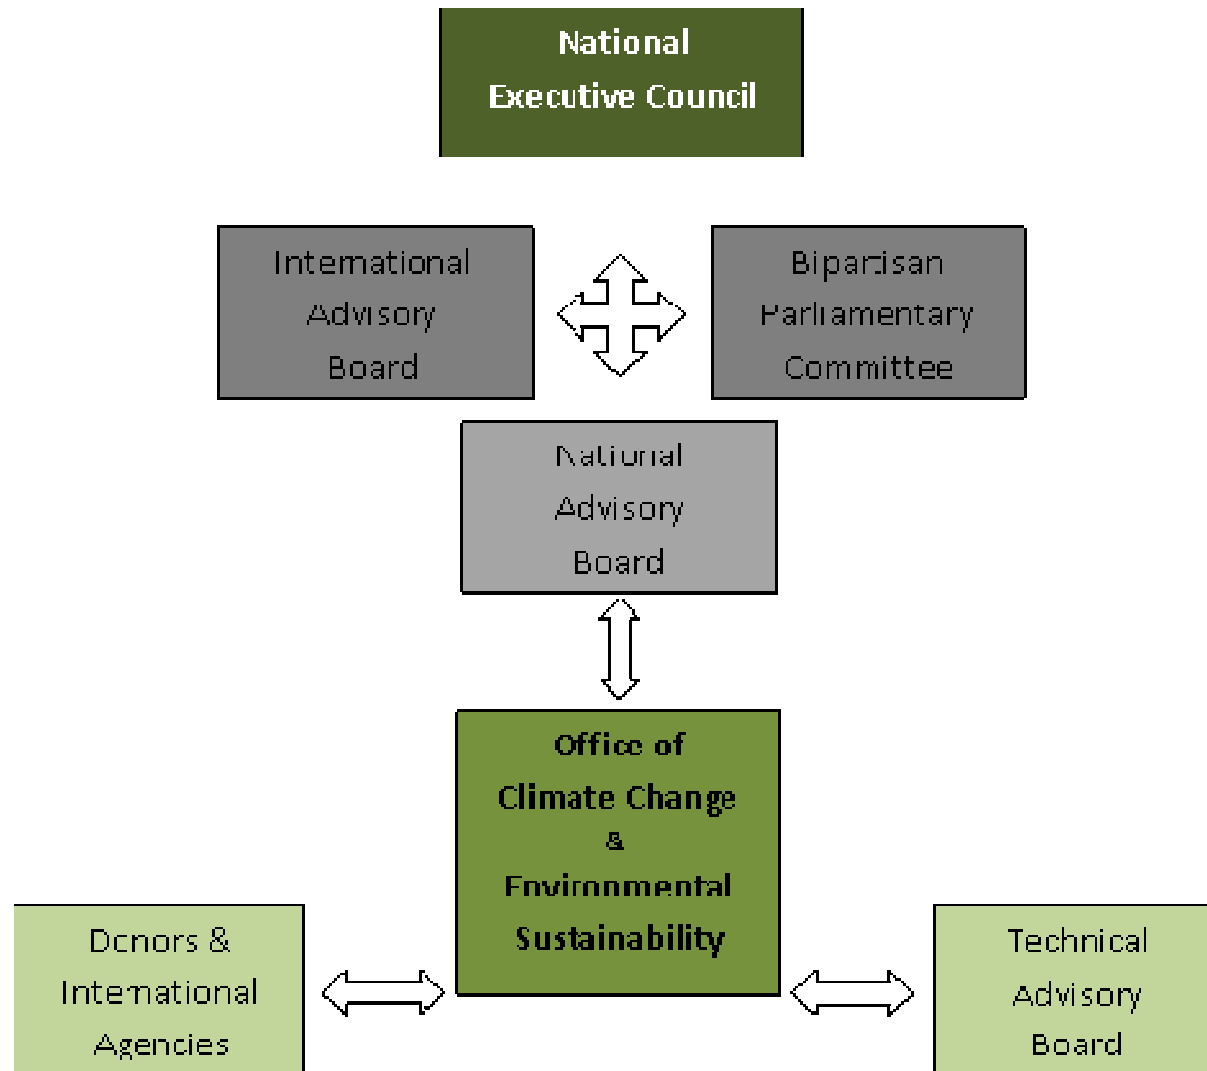 National
Executive Council
International
Advisory
Board
Bipartisan
Parliamentary
Committee
National
Advisory
Board
Office of
Climate Change
&
Environmental
Sustainability
Donors &
International
Agencies
Technical
Advisory
Board